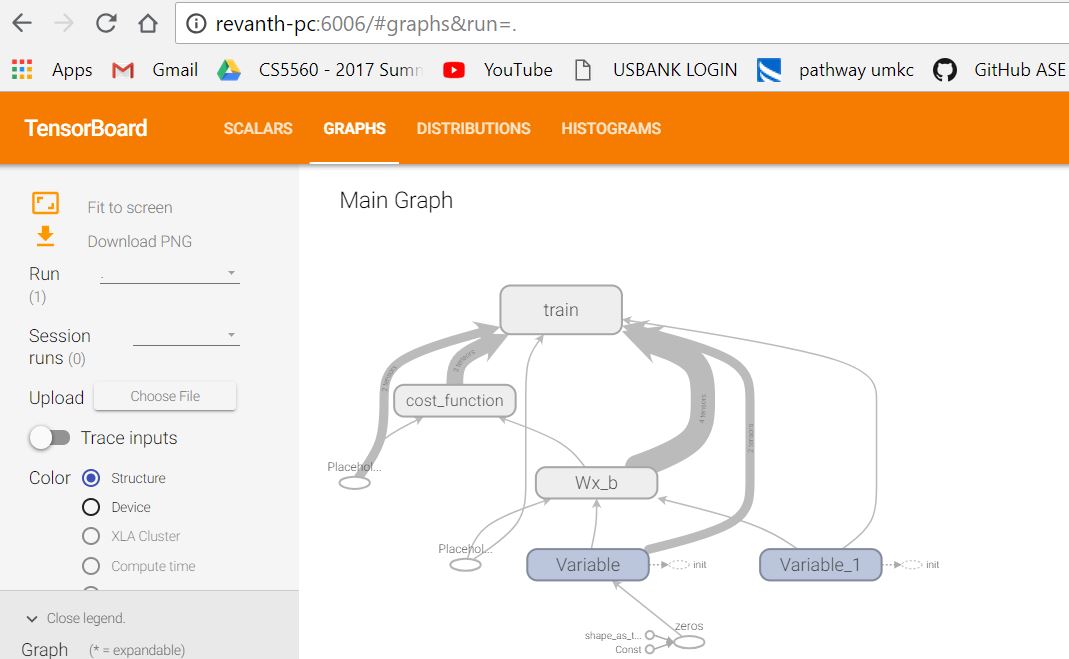 revanth-pc:6006/#graphs&run=.
Apps Gmail CS5560 - 2017 Sumn YouTube USBANK LOGIN pathway umkc GitHub ASE
TensorBoard SCALARS GRAPHS DISTRIBUTIONS HISTOGRAMS
Fit to screen
Download PNG
Run
(1)
.
Session
runs (0)
Upload Choose File
Trace inputs
Color Structure
Device
XLA Cluster
Compute time
Close legend.
Graph (* = expandable)
Main Graph
train
2 tensors
2 tensors
cost_function
4 tensors
2 tensors
Placehol...
Wx_b
Placehol...
Variable
init
Variable_1
init
zeros
shape_as_t...
Const